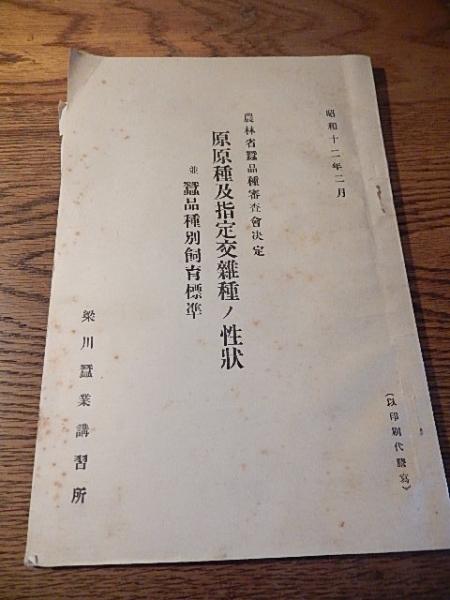 昭和十二年二月
農林省蠶品種審査會決定
原原種及指定交雜種ノ性狀
並蠶品種別飼育標準
梁川蠶業講習所
(以印刷代謄寫)